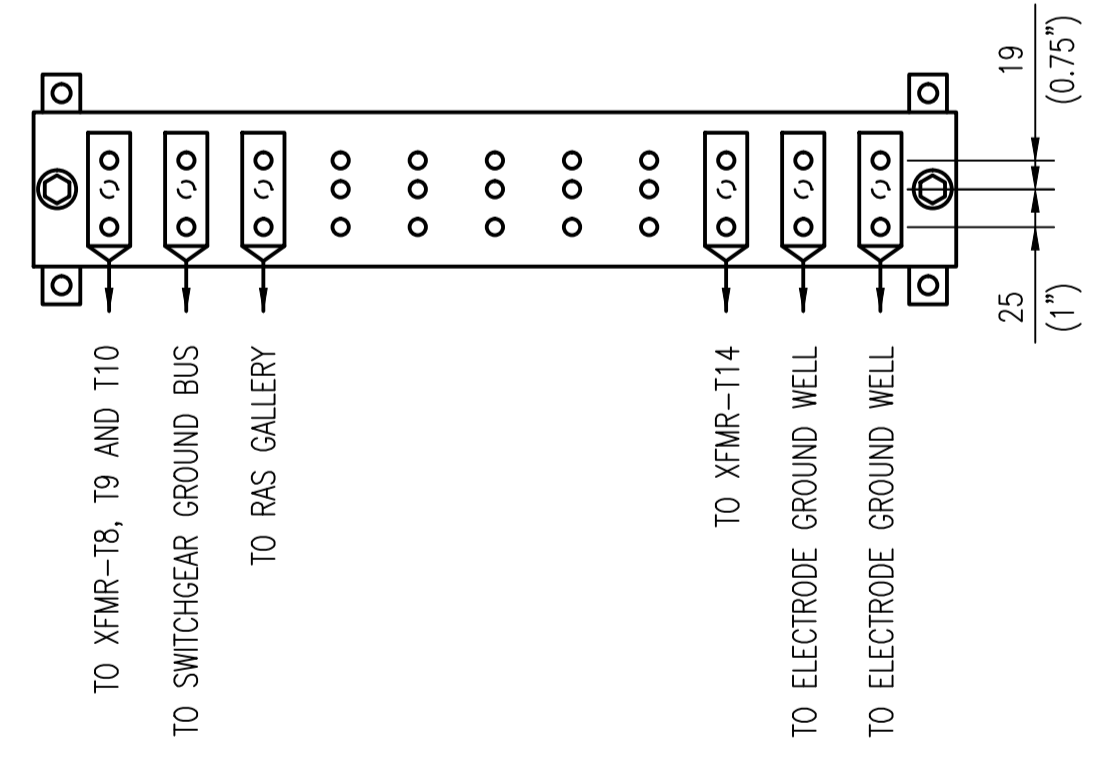 TO XFMR-T8, T9 AND T10
TO SWITCHGEAR GROUND BUS
TO RAS GALLERY
TO XFMR-T14
TO ELECTRODE GROUND WELL
TO ELECTRODE GROUND WELL
19
(0.75")
25
(1")